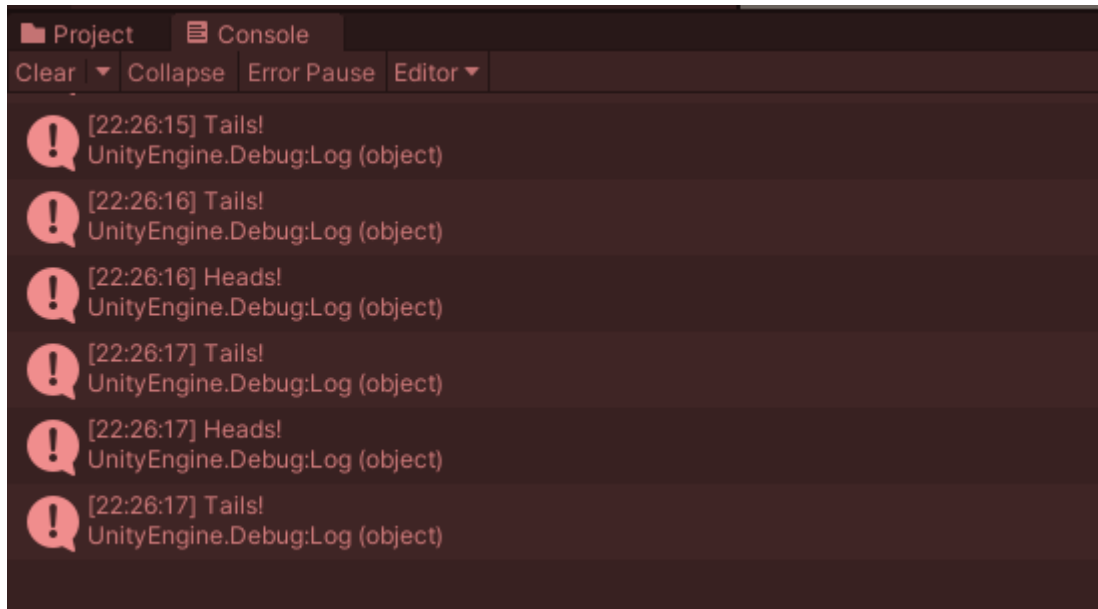 Project Console
Clear Collapse Error Pause Editor
[22:26:15] Tails!
UnityEngine.Debug:Log (object)
[22:26:16] Tails!
UnityEngine.Debug:Log (object)
[22:26:16] Heads!
UnityEngine.Debug:Log (object)
[22:26:17] Tails!
UnityEngine.Debug:Log (object)
[22:26:17] Heads!
UnityEngine.Debug:Log (object)
[22:26:17] Tails!
UnityEngine.Debug:Log (object)